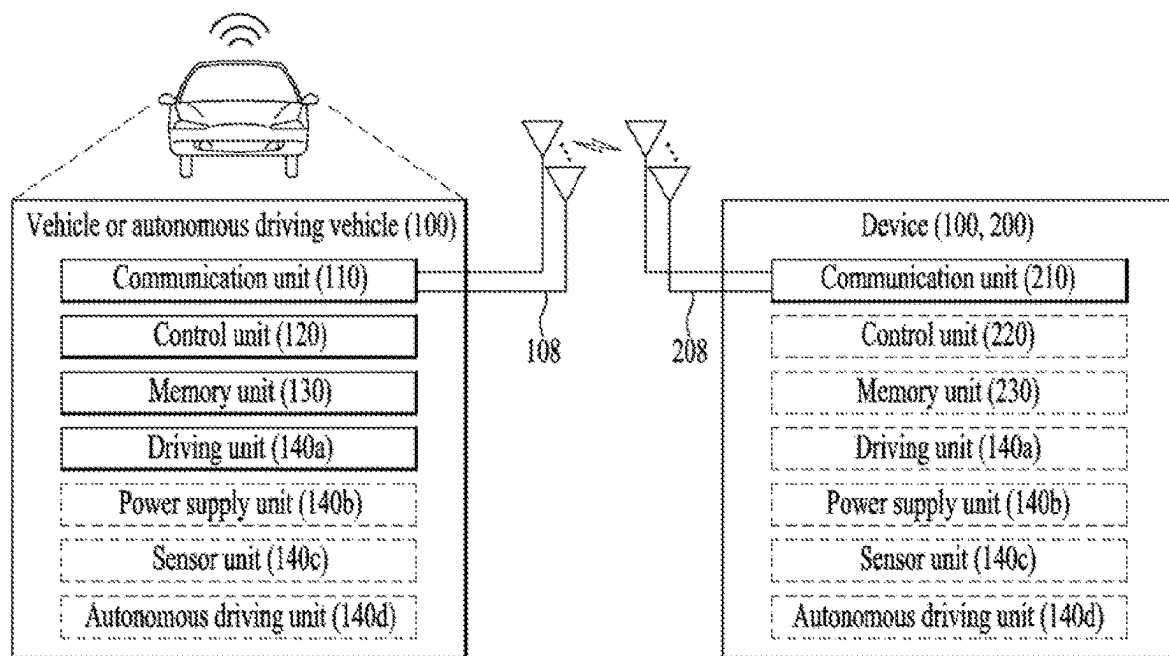 Vehicle or autonomous driving vehicle (100)
Communication unit (110)
Control unit (120)
Memory unit (130)
Driving unit (140a)
Power supply unit (140b)
Sensor unit (140c)
Autonomous driving unit (140d)
108
208
Device (100, 200)
Communication unit (210)
Control unit (220)
Memory unit (230)
Driving unit (140a)
Power supply unit (140b)
Sensor unit (140c)
Autonomous driving unit (140d)